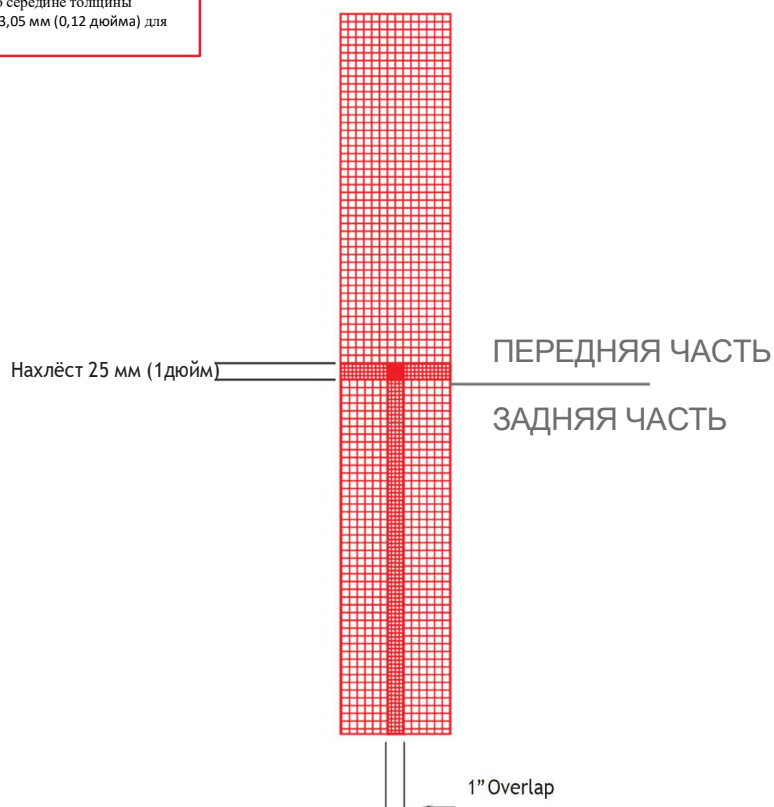 середине толщины
3,05 мм (0,12 дюйма) для
ПЕРЕДНЯЯ ЧАСТЬ
Нахлёст 25 мм (1дюйм)
ЗАДНЯЯ ЧАСТЬ
1” Overlap